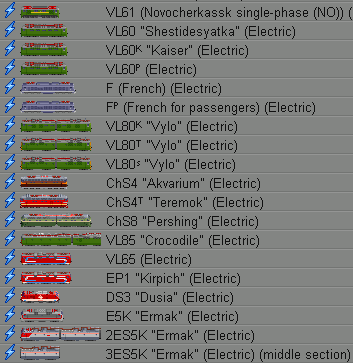 VL61 (Novocherkassk single-phase (NO)) (
VL60 "Shestidesyatka" (Electric)
VL60ᴷ "Kaiser" (Electric)
VL60ᴾ (Electric)
F (French) (Electric)
Fᴾ (French for passengers) (Electric)
VL80ᴷ "Vylo" (Electric)
VL80ᵀ "Vylo" (Electric)
VL80ˢ "Vylo" (Electric)
ChS4 "Akvarium" (Electric)
ChS4ᵀ "Teremok" (Electric)
ChS8 "Pershing" (Electric)
VL85 "Crocodile" (Electric)
VL65 (Electric)
EP1 "Kirpich" (Electric)
DS3 "Dusia" (Electric)
E5K "Ermak" (Electric)
2ES5K "Ermak" (Electric)
3ES5K "Ermak" (Electric) (middle section)